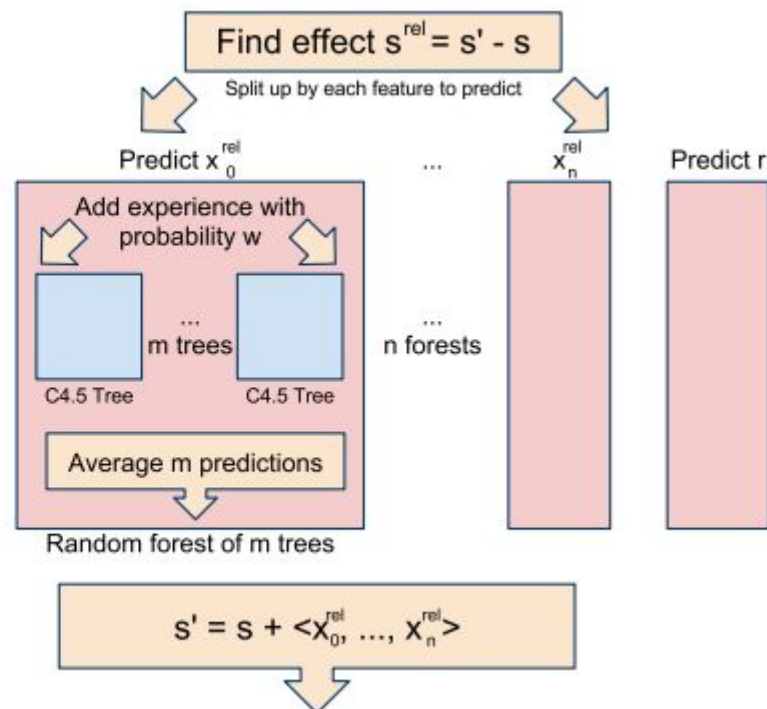 Find effect s^rel = s' - s
Split up by each feature to predict
Predict x_0^rel ... x_n^rel Predict r
Add experience with
probability w
...
m trees
...
n forests
C4.5 Tree C4.5 Tree
Average m predictions
Random forest of m trees
s' = s + <x_0^rel, ..., x_n^rel>